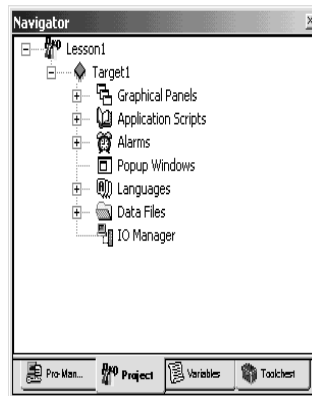 Navigator
Lesson1
Target1
Graphical Panels
Application Scripts
Alarms
Popup Windows
Languages
Data Files
IO Manager
Pro-Man... Project Variables Toolchest